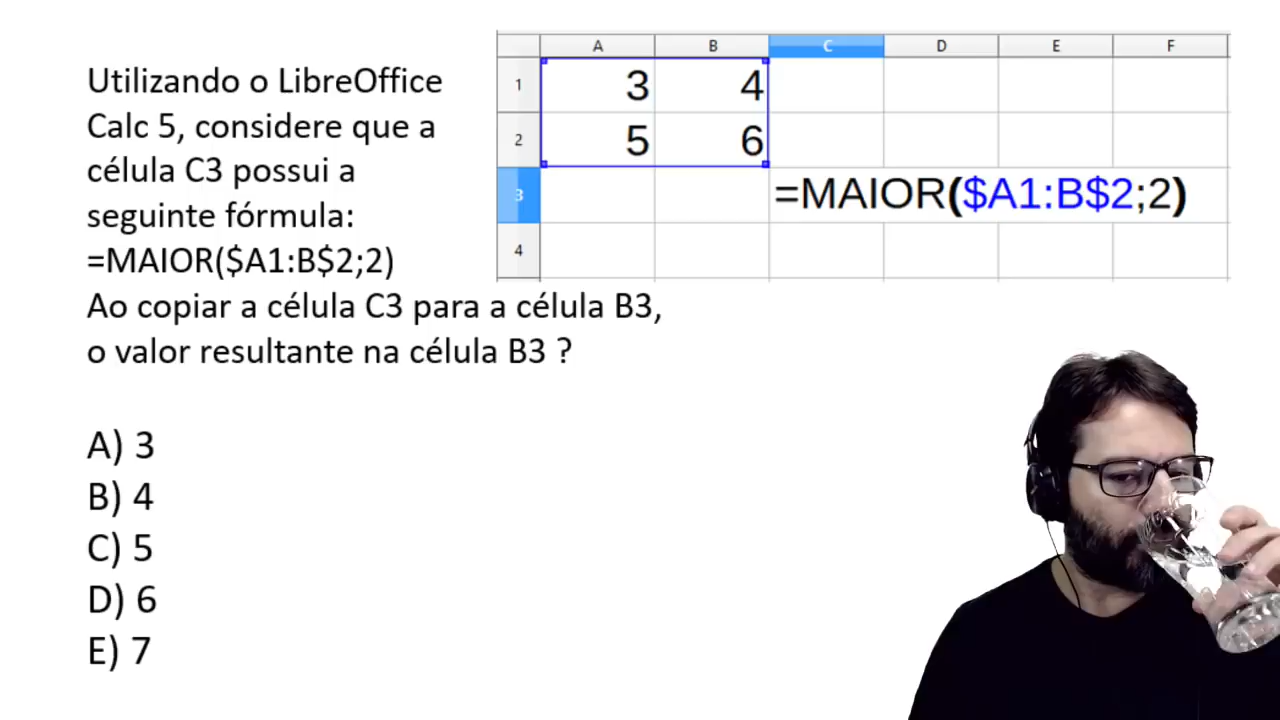 Utilizando o LibreOffice
Calc 5, considere que a
célula C3 possui a
seguinte fórmula:
=MAIOR($A1:B$2;2)
Ao copiar a célula C3 para a célula B3,
o valor resultante na célula B3 ?
A) 3
B) 4
C) 5
D) 6
E) 7
A B C D E F
1 3 4
2 5 6
3 =MAIOR($A1:B$2;2)
4